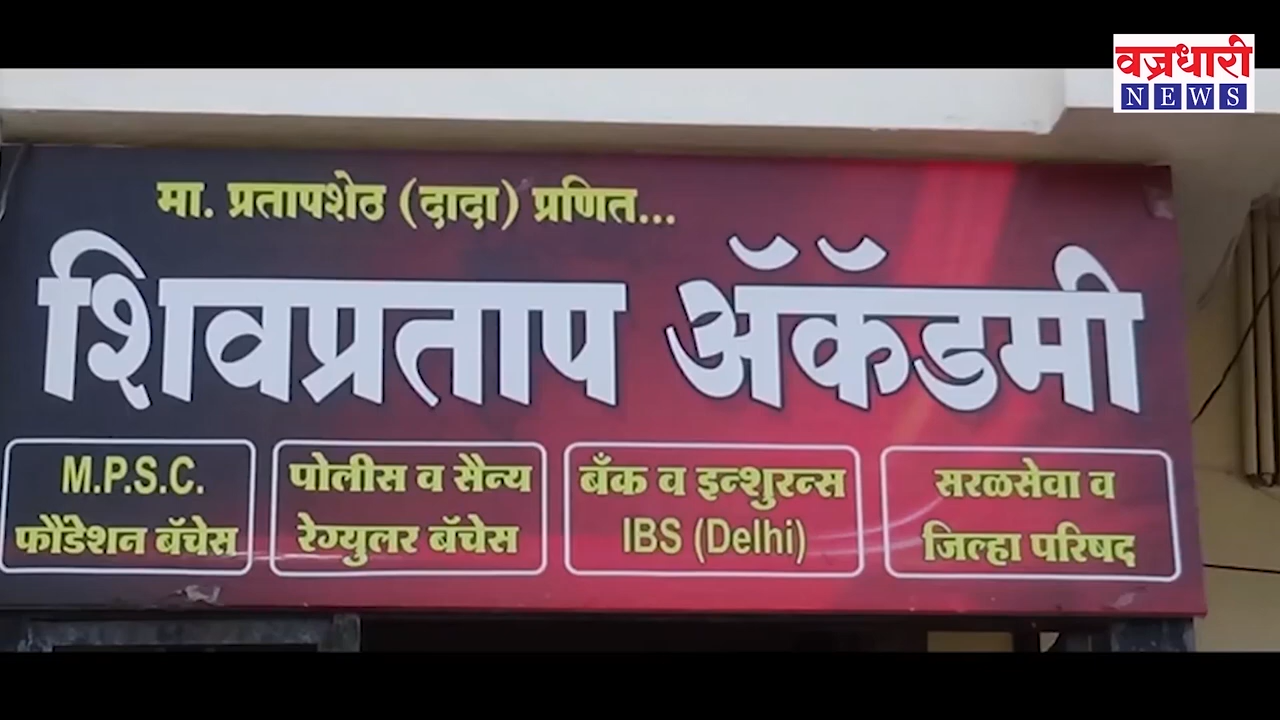 वज्रधारी
NEWS
मा. प्रतापशेठ (दादा) प्रणित...
शिवप्रताप ॲकॅडमी
M.P.S.C.
फौंडेशन बॅचेस
पोलीस व सैन्य
रेग्युलर बॅचेस
बँक व इन्शुरन्स
IBS (Delhi)
सरळसेवा व
जिल्हा परिषद